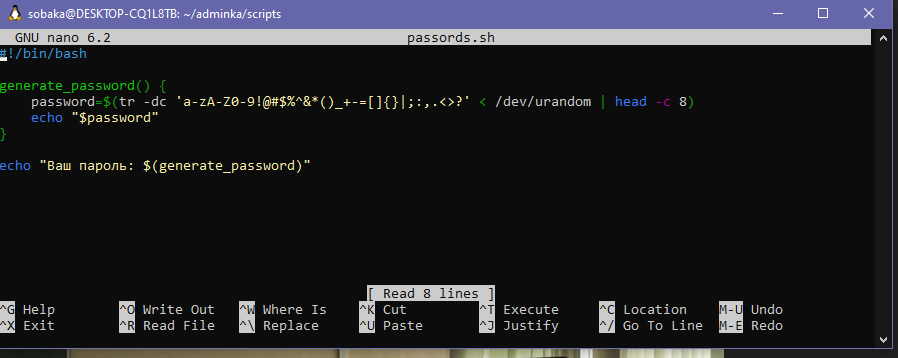 sobaka@DESKTOP-CQ1L8TB: ~/adminka/scripts
GNU nano 6.2 passords.sh
#!/bin/bash
generate_password() {
password=$(tr -dc 'a-zA-Z0-9!@#$%^&*()_+-=[]{}|;:,.<>?' < /dev/urandom | head -c 8)
echo "$password"
}
echo "Ваш пароль: $(generate_password)"
[ Read 8 lines ]
^G Help ^O Write Out ^W Where Is ^K Cut ^T Execute ^C Location M-U Undo
^X Exit ^R Read File ^\ Replace ^U Paste ^J Justify ^/ Go To Line M-E Redo